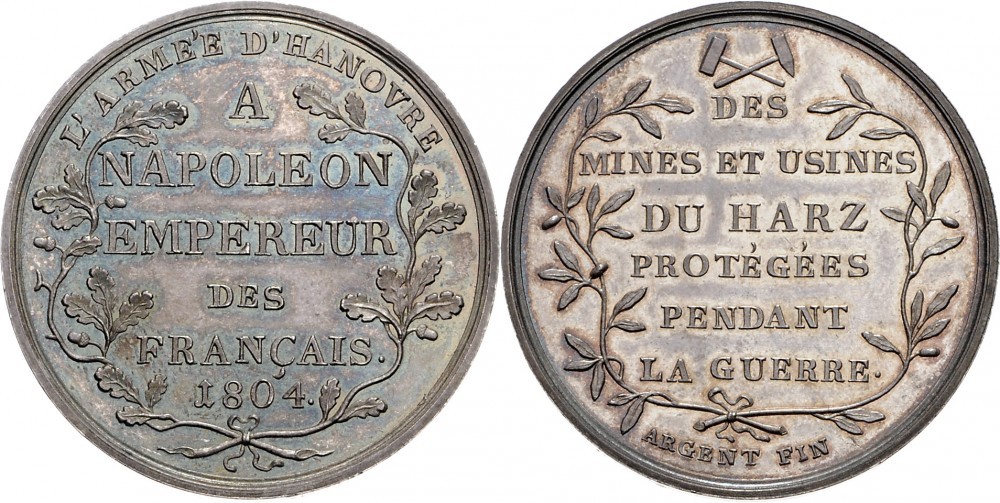 L'ARMÉE D'HANOVRE
A
NAPOLEON
EMPEREUR
DES
FRANÇAIS.
1804.
DES
MINES ET USINES
DU HARZ
PROTÉGÉES
PENDANT
LA GUERRE.
ARGENT FIN